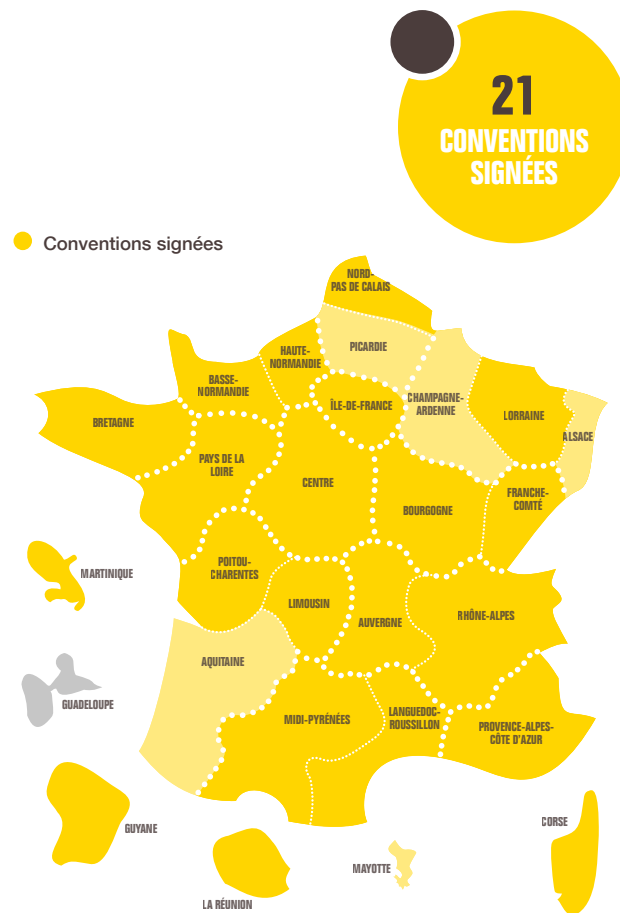 21
CONVENTIONS
SIGNÉES
Conventions signées
NORD-
PAS DE CALAIS
PICARDIE
HAUTE-
NORMANDIE
BASSE-
NORMANDIE
CHAMPAGNE-
ARDENNE
ÎLE-DE-FRANCE
LORRAINE
BRETAGNE
ALSACE
PAYS DE LA
LOIRE
CENTRE
FRANCHE-
COMTÉ
BOURGOGNE
MARTINIQUE
POITOU-
CHARENTES
LIMOUSIN
AUVERGNE
RHÔNE-ALPES
AQUITAINE
GUADELOUPE
MIDI-PYRÉNÉES
LANGUEDOC-
ROUSSILLON
PROVENCE-ALPES-
CÔTE D'AZUR
GUYANE
CORSE
MAYOTTE
LA RÉUNION